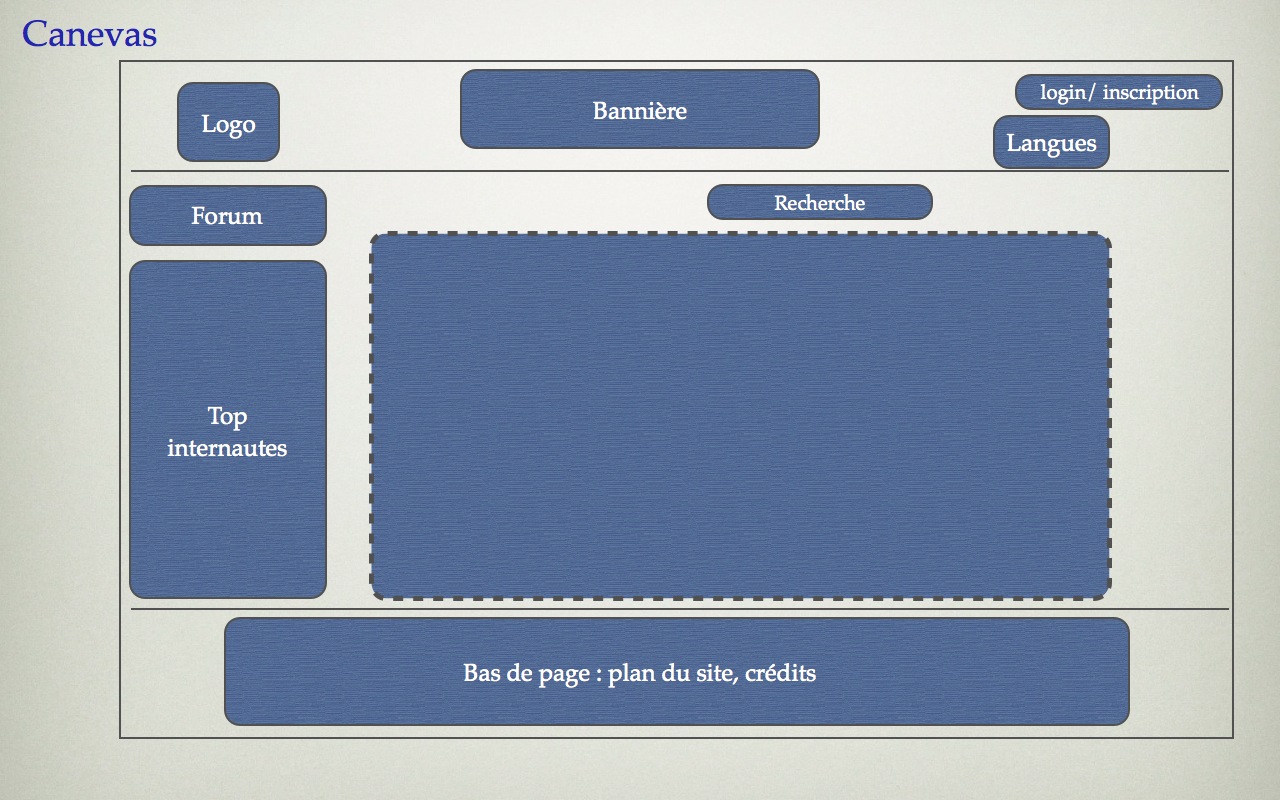 Canevas
Logo
Bannière
login/ inscription
Langues
Forum
Recherche
Top
internautes
Bas de page : plan du site, crédits